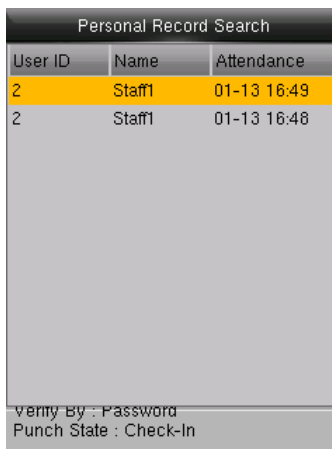 Personal Record Search
User ID Name Attendance
2 Staff1 01-13 16:49
2 Staff1 01-13 16:48
Verify By : Password
Punch State : Check-In